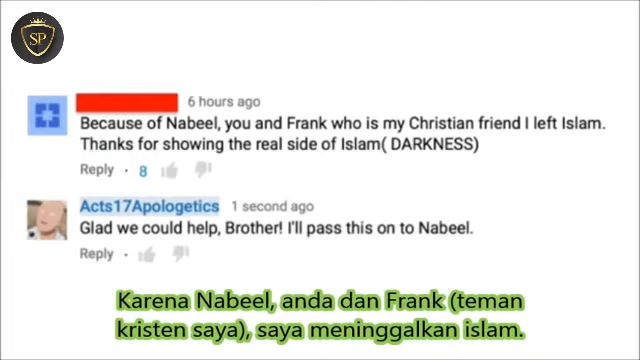 SP
6 hours ago
Because of Nabeel, you and Frank who is my Christian friend I left Islam.
Thanks for showing the real side of Islam( DARKNESS)
Reply · 8
Acts17Apologetics 1 second ago
Glad we could help, Brother! I'll pass this on to Nabeel.
Reply ·
Karena Nabeel, anda dan Frank (teman
kristen saya), saya meninggalkan islam.